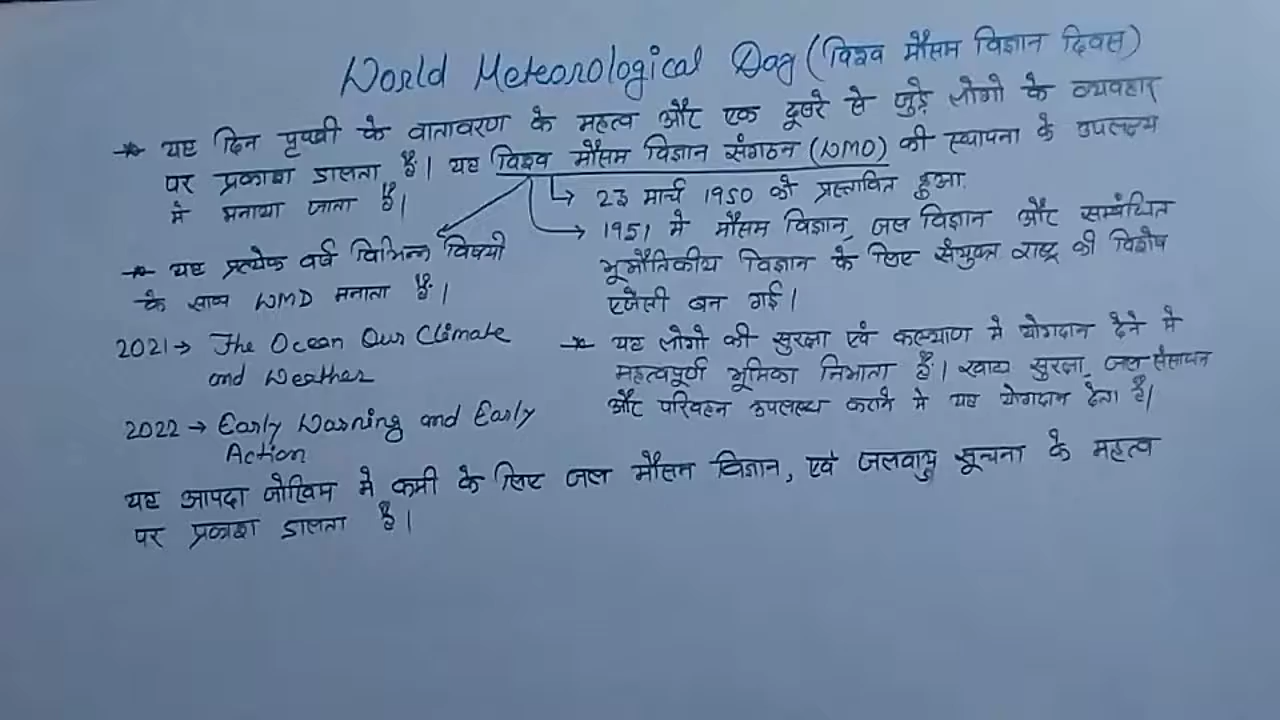 World Meteorological Day (विश्व मौसम विज्ञान दिवस)
यह दिन पृथ्वी के वातावरण के महत्व और एक दूसरे से जुड़े लोगो के व्यवहार
पर प्रकाश डालता है। यह विश्व मौसम विज्ञान संगठन (WMO) की स्थापना के उपलक्ष्य
मे मनाया जाता है।
→ 23 मार्च 1950 को प्रस्तावित हुआ
→ 1951 मे मौसम विज्ञान, जल विज्ञान और सम्बंधित
भूभौतिकीय विज्ञान के लिए संयुक्त राष्ट्र की विशेष
एजेंसी बन गई।
यह प्रत्येक वर्ष विभिन्न विषयो
के साथ WMO मनाता है।
2021→ The Ocean Our Climate
and Weather
2022→ Early Warning and Early
Action
यह लोगो की सुरक्षा एवं कल्याण मे योगदान देने मे
महत्वपूर्ण भूमिका निभाता है। खाद्य सुरक्षा, जल संसाधन
और परिवहन उपलब्ध कराने मे यह योगदान देता है।
यह आपदा जोखिम मे कमी के लिए जल मौसम विज्ञान, एवं जलवायु सूचना के महत्व
पर प्रकाश डालता है।